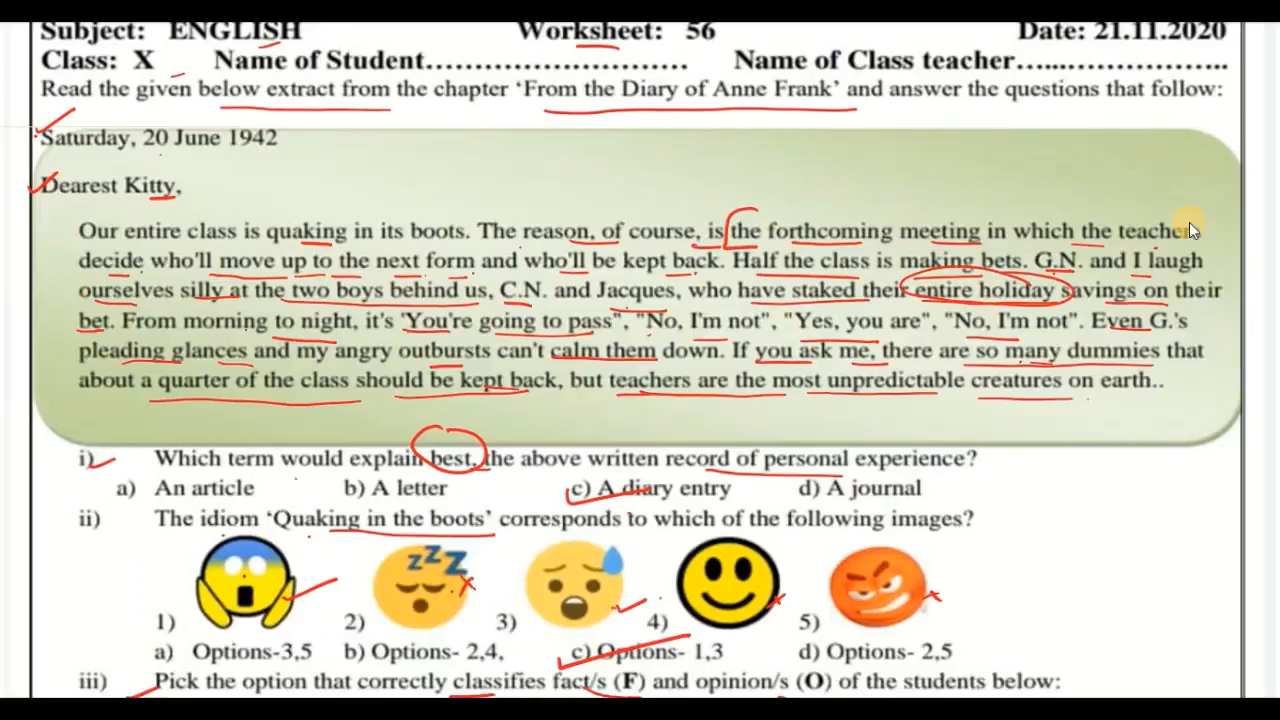 Subject: ENGLISH Worksheet: 56 Date: 21.11.2020
Class: X Name of Student............................ Name of Class teacher.....................
Read the given below extract from the chapter ‘From the Diary of Anne Frank’ and answer the questions that follow:
Saturday, 20 June 1942
Dearest Kitty,
Our entire class is quaking in its boots. The reason, of course, is the forthcoming meeting in which the teachers
decide who'll move up to the next form and who'll be kept back. Half the class is making bets. G.N. and I laugh
ourselves silly at the two boys behind us, C.N. and Jacques, who have staked their entire holiday savings on their
bet. From morning to night, it's 'You're going to pass", "No, I'm not", "Yes, you are", "No, I'm not". Even G.'s
pleading glances and my angry outbursts can't calm them down. If you ask me, there are so many dummies that
about a quarter of the class should be kept back, but teachers are the most unpredictable creatures on earth..
i) Which term would explain best, the above written record of personal experience?
a) An article b) A letter c) A diary entry d) A journal
ii) The idiom ‘Quaking in the boots’ corresponds to which of the following images?
zzZ
1) 2) 3) 4) 5)
a) Options-3,5 b) Options- 2,4, c) Options- 1,3 d) Options- 2,5
iii) Pick the option that correctly classifies fact/s (F) and opinion/s (O) of the students below: